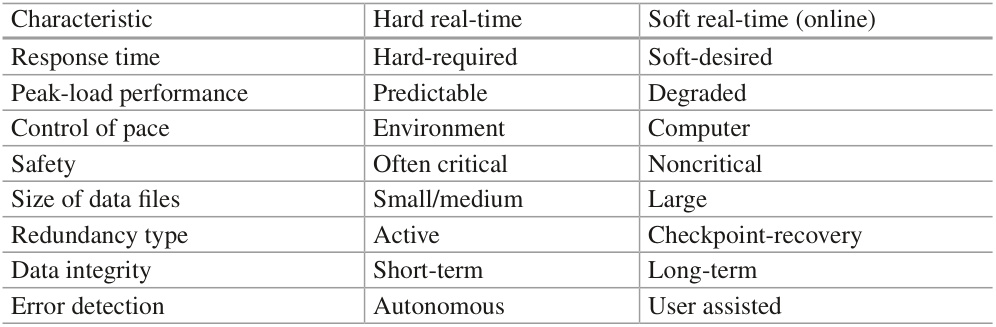 Characteristic Hard real-time Soft real-time (online)
Response time Hard-required Soft-desired
Peak-load performance Predictable Degraded
Control of pace Environment Computer
Safety Often critical Noncritical
Size of data files Small/medium Large
Redundancy type Active Checkpoint-recovery
Data integrity Short-term Long-term
Error detection Autonomous User assisted